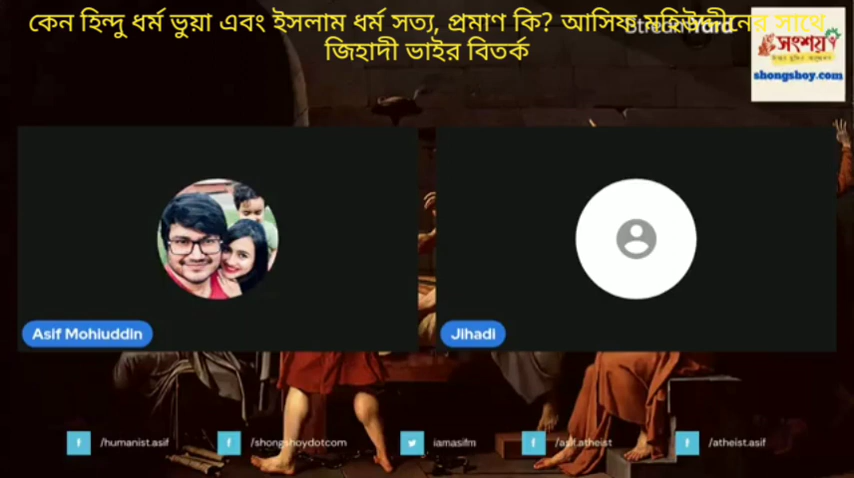 কেন হিন্দু ধর্ম ভুয়া এবং ইসলাম ধর্ম সত্য, প্রমাণ কি? আসিফ মহিউদ্দীনের সাথে
জিহাদী ভাইর বিতর্ক
StreamYard
সংশয়
shongshoy.com
Asif Mohiuddin
Jihadi
/humanist.asif
/shongshoydotcom
iamasifm
/asif.atheist
/atheist.asif